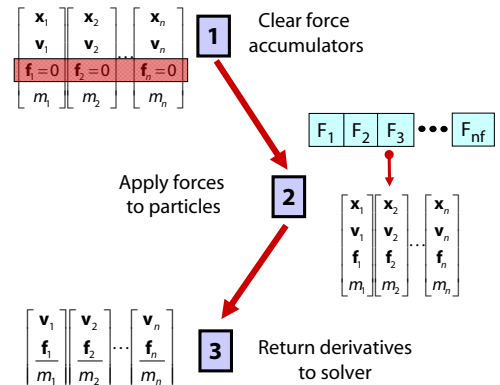 x₁ x₂ xₙ
v₁ v₂ ... vₙ
f₁ = 0 f₂ = 0 fₙ = 0
m₁ m₂ mₙ
1
Clear force
accumulators
F₁ F₂ F₃ ••• Fₙf
Apply forces
to particles
2
x₁ x₂ xₙ
v₁ v₂ vₙ
f₁ f₂ ... fₙ
m₁ m₂ mₙ
v₁ v₂ vₙ
f₁ f₂ ... fₙ
m₁ m₂ mₙ
3
Return derivatives
to solver